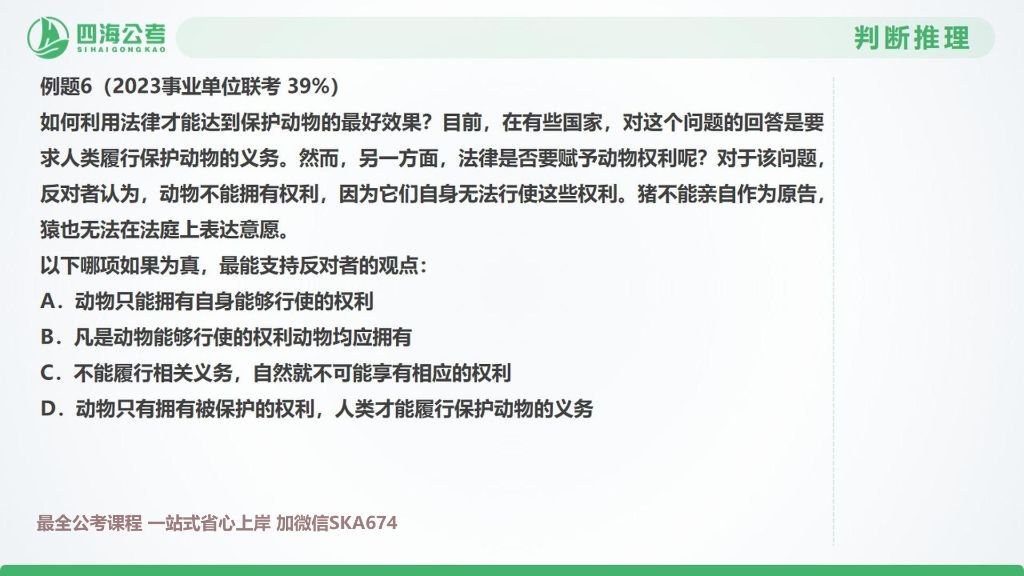 四海公考
SIHAIGONGKAO
判断推理
例题6（2023事业单位联考 39%）
如何利用法律才能达到保护动物的最好效果？目前，在有些国家，对这个问题的回答是要
求人类履行保护动物的义务。然而，另一方面，法律是否要赋予动物权利呢？对于该问题，
反对者认为，动物不能拥有权利，因为它们自身无法行使这些权利。猪不能亲自作为原告，
猿也无法在法庭上表达意愿。
以下哪项如果为真，最能支持反对者的观点：
A．动物只能拥有自身能够行使的权利
B．凡是动物能够行使的权利动物均应拥有
C．不能履行相关义务，自然就不可能享有相应的权利
D．动物只有拥有被保护的权利，人类才能履行保护动物的义务
最全公考课程 一站式省心上岸 加微信SKA674